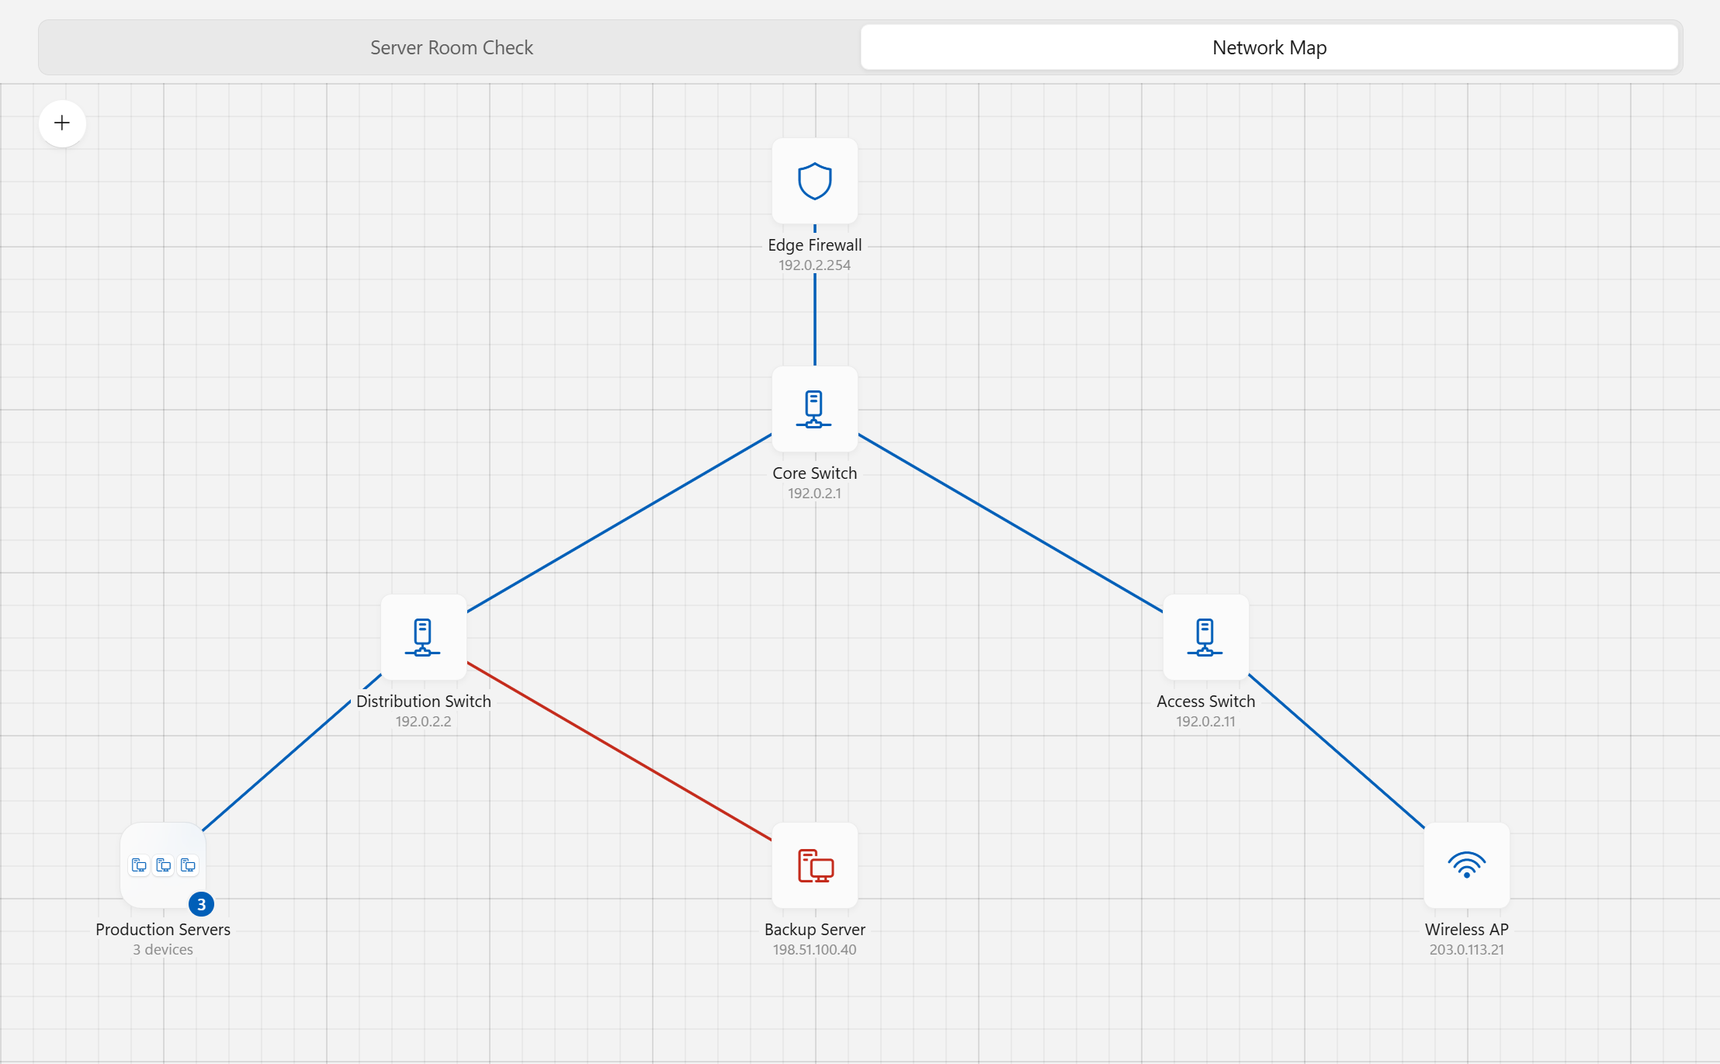 Server Room Check
Network Map
Edge Firewall
192.0.2.254
Core Switch
192.0.2.1
Distribution Switch
192.0.2.2
Access Switch
192.0.2.11
3
Production Servers
3 devices
Backup Server
198.51.100.40
Wireless AP
203.0.113.21